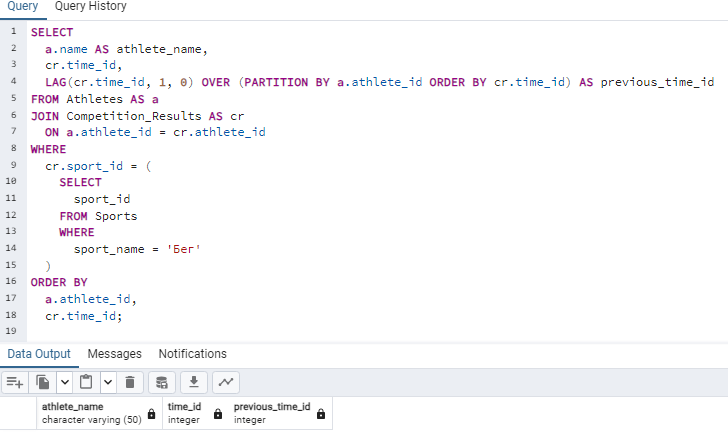 Query Query History
1 SELECT
2 a.name AS athlete_name,
3 cr.time_id,
4 LAG(cr.time_id, 1, 0) OVER (PARTITION BY a.athlete_id ORDER BY cr.time_id) AS previous_time_id
5 FROM Athletes AS a
6 JOIN Competition_Results AS cr
7 ON a.athlete_id = cr.athlete_id
8 WHERE
9 cr.sport_id = (
10 SELECT
11 sport_id
12 FROM Sports
13 WHERE
14 sport_name = 'Бег'
15 )
16 ORDER BY
17 a.athlete_id,
18 cr.time_id;
19
Data Output Messages Notifications
athlete_name time_id previous_time_id
character varying (50) integer integer